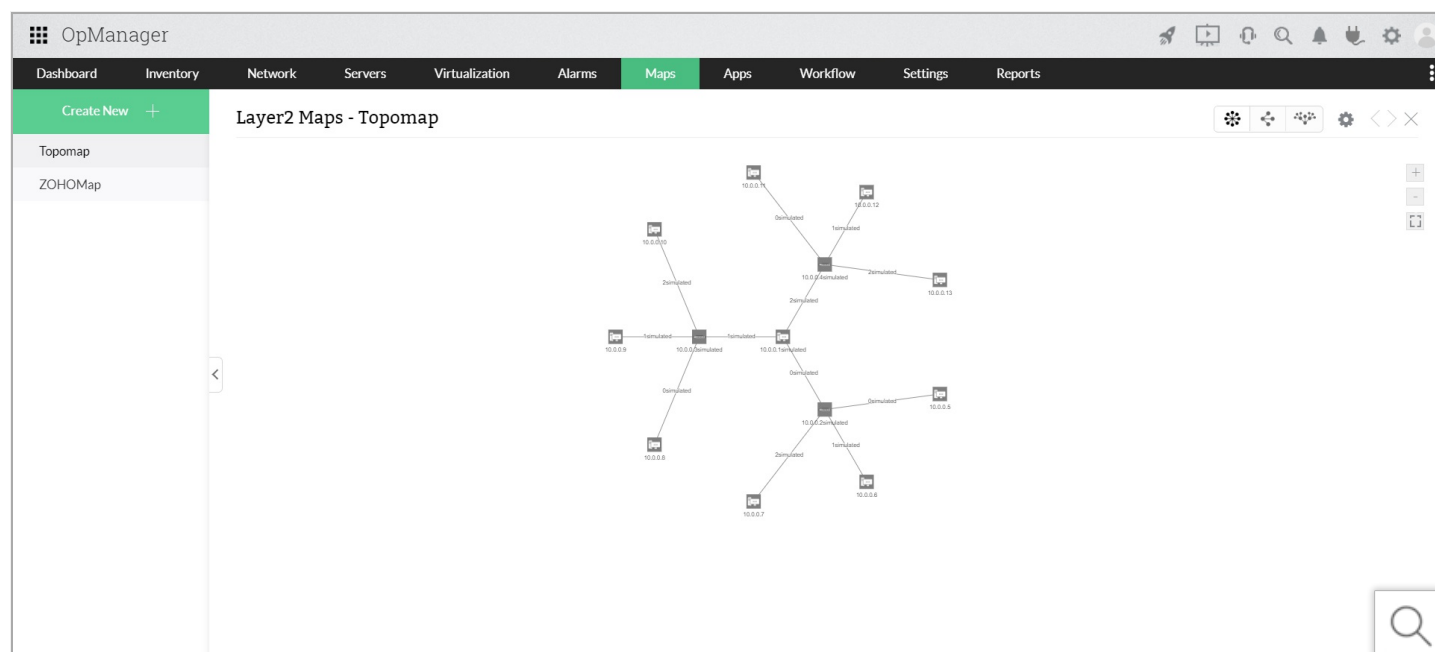 OpManager
Dashboard Inventory Network Servers Virtualization Alarms Maps Apps Workflow Settings Reports
Create New +
Layer2 Maps - Topomap
Topomap
ZOHOMap
10.0.0.11
10.0.0.12
0simulated
1simulated
10.0.0.10
10.0.0.4simulated
2simulated
2simulated
10.0.0.13
2simulated
1simulated
1simulated
10.0.0.9
10.0.0.3simulated
10.0.0.1simulated
0simulated
0simulated
0simulated
10.0.0.5
10.0.0.2simulated
1simulated
10.0.0.8
2simulated
10.0.0.6
10.0.0.7